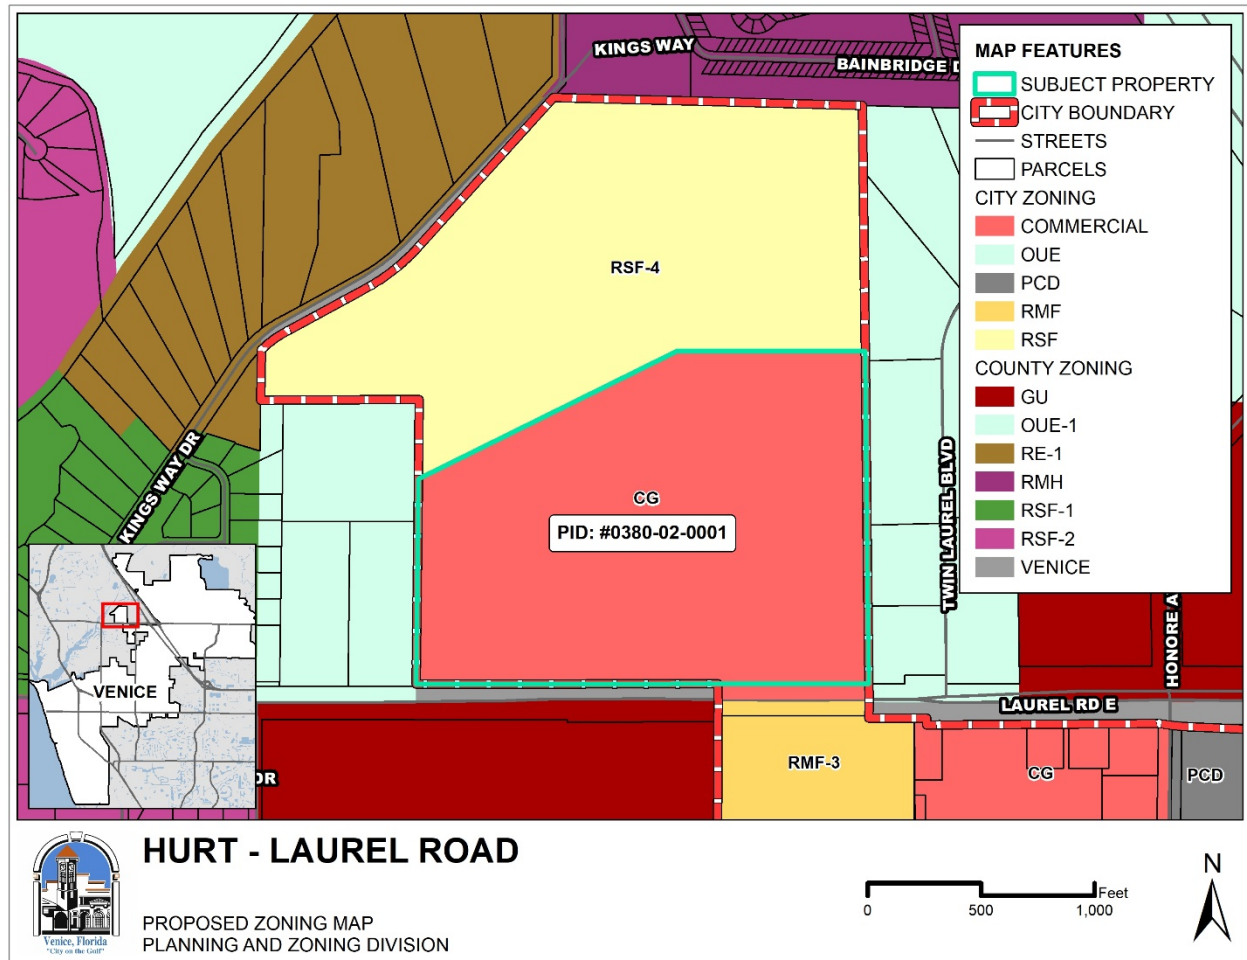 KINGS WAY
BAINBRIDGE D
MAP FEATURES
SUBJECT PROPERTY
CITY BOUNDARY
STREETS
PARCELS
CITY ZONING
COMMERCIAL
OUE
PCD
RMF
RSF
COUNTY ZONING
GU
OUE-1
RE-1
RMH
RSF-1
RSF-2
VENICE
RSF-4
KINGS WAY DR
CG
PID: #0380-02-0001
TWIN LAUREL BLVD
HONORE A
VENICE
LAUREL RD E
DR
RMF-3
CG
PCD
HURT - LAUREL ROAD
PROPOSED ZONING MAP
PLANNING AND ZONING DIVISION
Venice, Florida
"City on the Gulf"
Feet
0 500 1,000
N